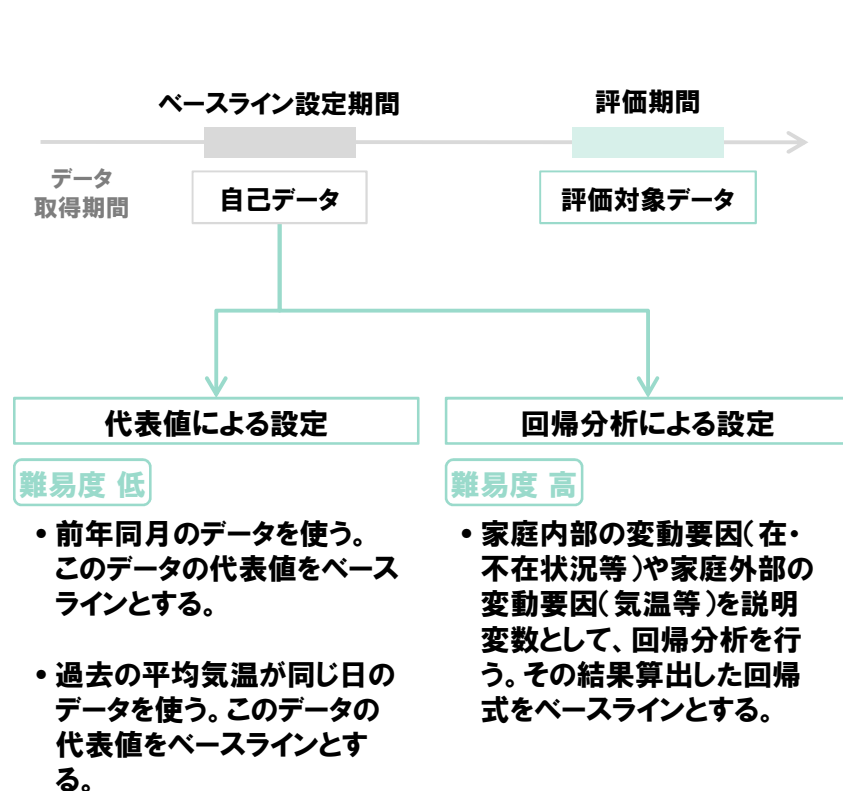 ベースライン設定期間
評価期間
データ
取得期間
自己データ
評価対象データ
代表値による設定
難易度 低
• 前年同月のデータを使う。
このデータの代表値をベース
ラインとする。
• 過去の平均気温が同じ日の
データを使う。このデータの
代表値をベースラインとす
る。
回帰分析による設定
難易度 高
• 家庭内部の変動要因(在・
不在状況等)や家庭外部の
変動要因(気温等)を説明
変数として、回帰分析を行
う。その結果算出した回帰
式をベースラインとする。